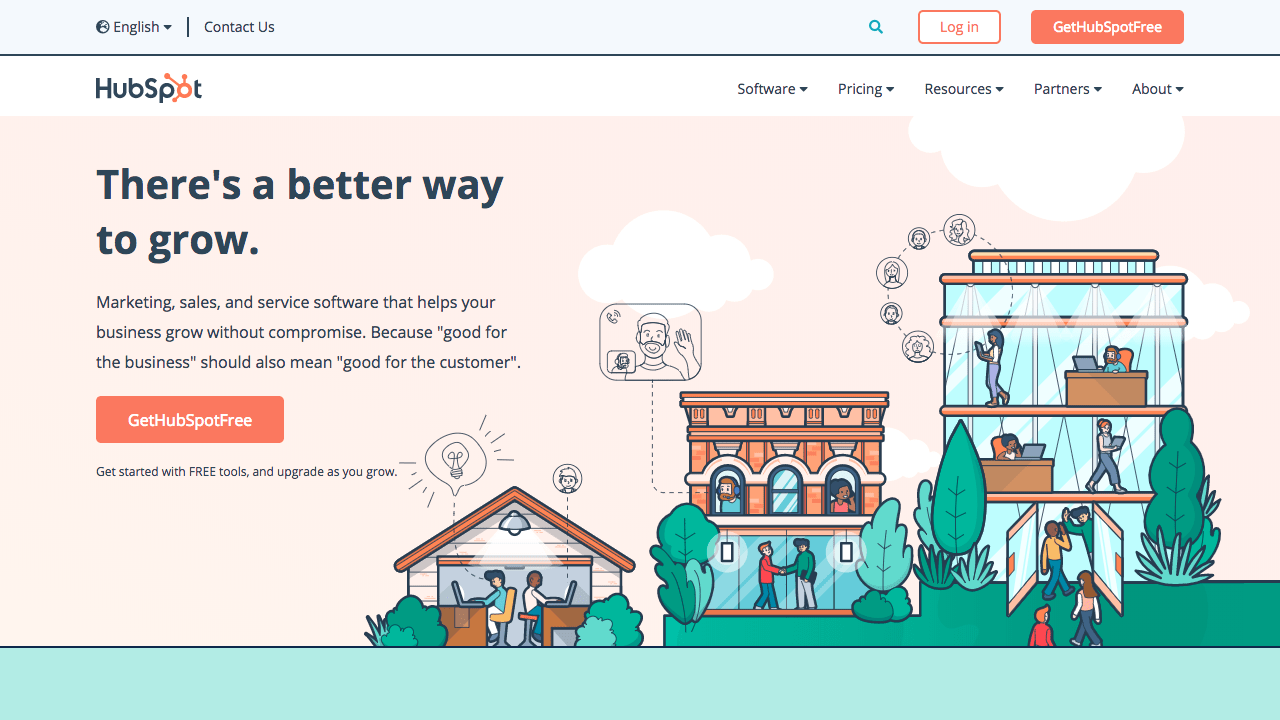 English
Contact Us
Log in
GetHubSpotFree
HubSpot
Software
Pricing
Resources
Partners
About
There's a better way
to grow.
Marketing, sales, and service software that helps your
business grow without compromise. Because "good for
the business" should also mean "good for the customer".
GetHubSpotFree
Get started with FREE tools, and upgrade as you grow.